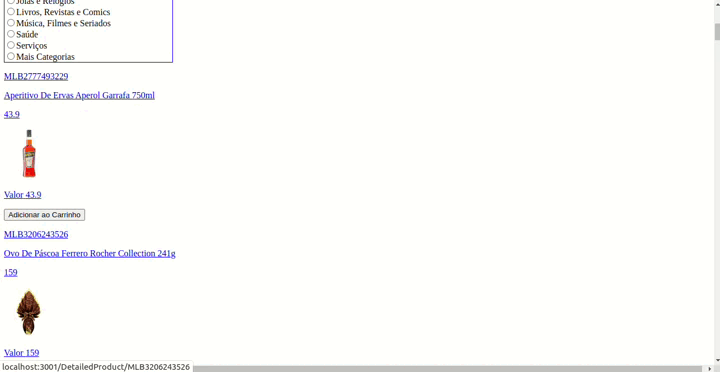 Joias e Relógios
Livros, Revistas e Comics
Música, Filmes e Seriados
Saúde
Serviços
Mais Categorias
MLB2777493229
Aperitivo De Ervas Aperol Garrafa 750ml
43.9
Valor 43.9
Adicionar ao Carrinho
MLB3206243526
Ovo De Páscoa Ferrero Rocher Collection 241g
159
Valor 159
localhost:3001/DetailedProduct/MLB3206243526